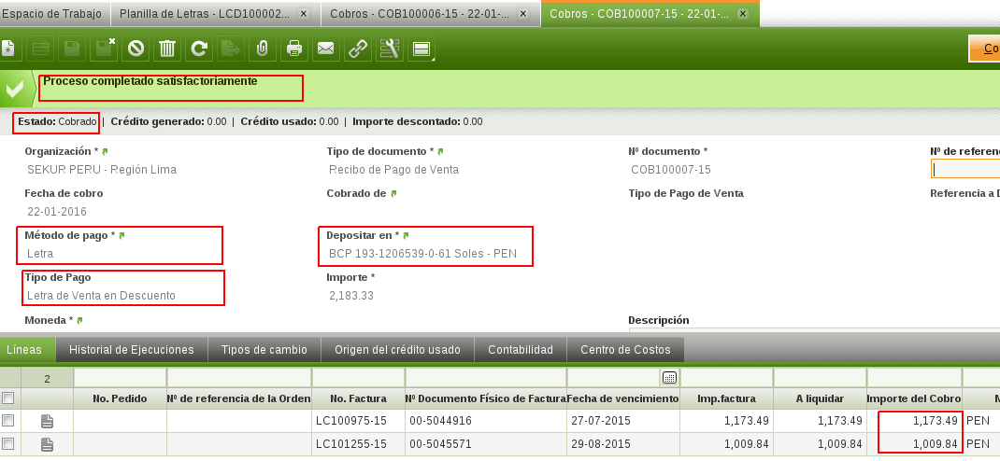 Espacio de Trabajo Planilla de Letras - LCD100002... x Cobros - COB100006-15 - 22-01-... x Cobros - COB100007-15 - 22-01-... x
Co
Proceso completado satisfactoriamente
Estado: Cobrado | Crédito generado: 0.00 | Crédito usado: 0.00 | Importe descontado: 0.00
Organización * Tipo de documento * Nº documento * Nº de referen
SEKUR PERU - Región Lima Recibo de Pago de Venta COB100007-15
Fecha de cobro Cobrado de Tipo de Pago de Venta Referencia a D
22-01-2016
Método de pago * Depositar en *
Letra BCP 193-1206539-0-61 Soles - PEN
Tipo de Pago Importe *
Letra de Venta en Descuento 2,183.33
Moneda * Descripción
Líneas Historial de Ejecuciones Tipos de cambio Origen del crédito usado Contabilidad Centro de Costos
2
No. Pedido Nº de referencia de la Orden No. Factura Nº Documento Físico de Factura Fecha de vencimiento Imp.factura A liquidar Importe del Cobro M
LC100975-15 00-5044916 27-07-2015 1,173.49 1,173.49 1,173.49 PEN
LC101255-15 00-5045571 29-08-2015 1,009.84 1,009.84 1,009.84 PEN